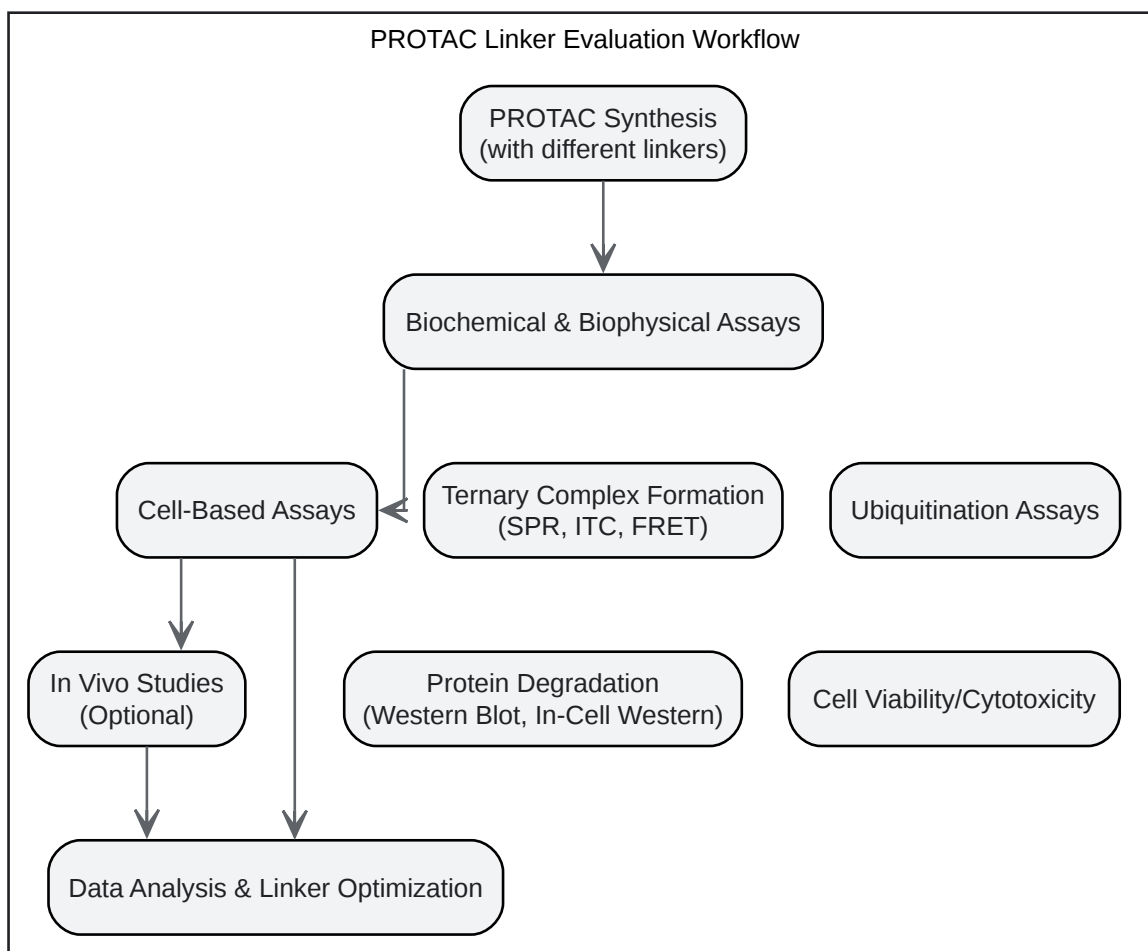 PROTAC Linker Evaluation Workflow
PROTAC Synthesis
(with different linkers)
Biochemical & Biophysical Assays
Cell-Based Assays
Ternary Complex Formation
(SPR, ITC, FRET)
Ubiquitination Assays
In Vivo Studies
(Optional)
Protein Degradation
(Western Blot, In-Cell Western)
Cell Viability/Cytotoxicity
Data Analysis & Linker Optimization